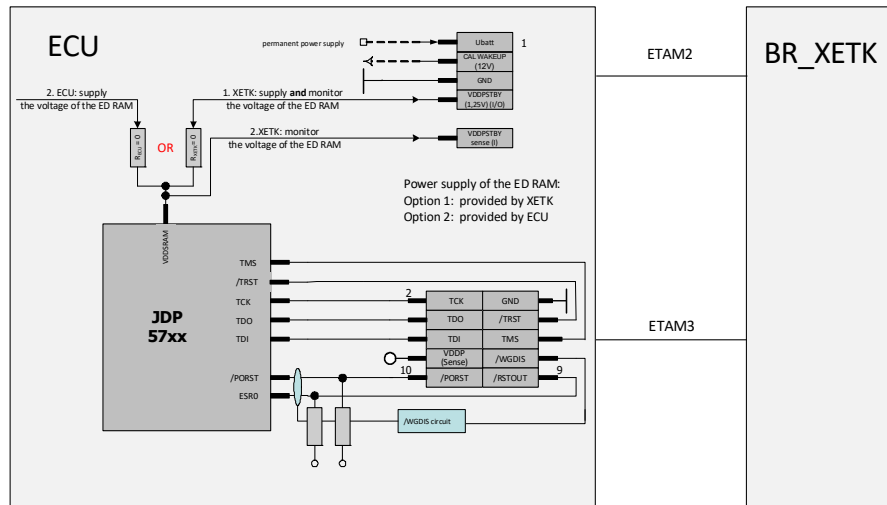 ECU
permanent power supply
Ubatt
1
CAL WAKEUP
(12V)
GND
2. ECU: supply
the voltage of the ED RAM
1. XETK: supply and monitor
the voltage of the ED RAM
VDDPSTBY
(1,25V) (I/O)
2.XETK: monitor
the voltage of the ED RAM
VDDPSTBY
sense (I)
RECU = 0
OR
RXETK = 0
Power supply of the ED RAM:
Option 1: provided by XETK
Option 2: provided by ECU
VDDSRAM
JDP
57xx
TMS
/TRST
TCK
TDO
TDI
/PORST
ESR0
2
TCK
GND
TDO
/TRST
TDI
TMS
VDDP
(Sense)
/WGDIS
10
/PORST
/RSTOUT
9
/WGDIS circuit
ETAM2
ETAM3
BR_XETK